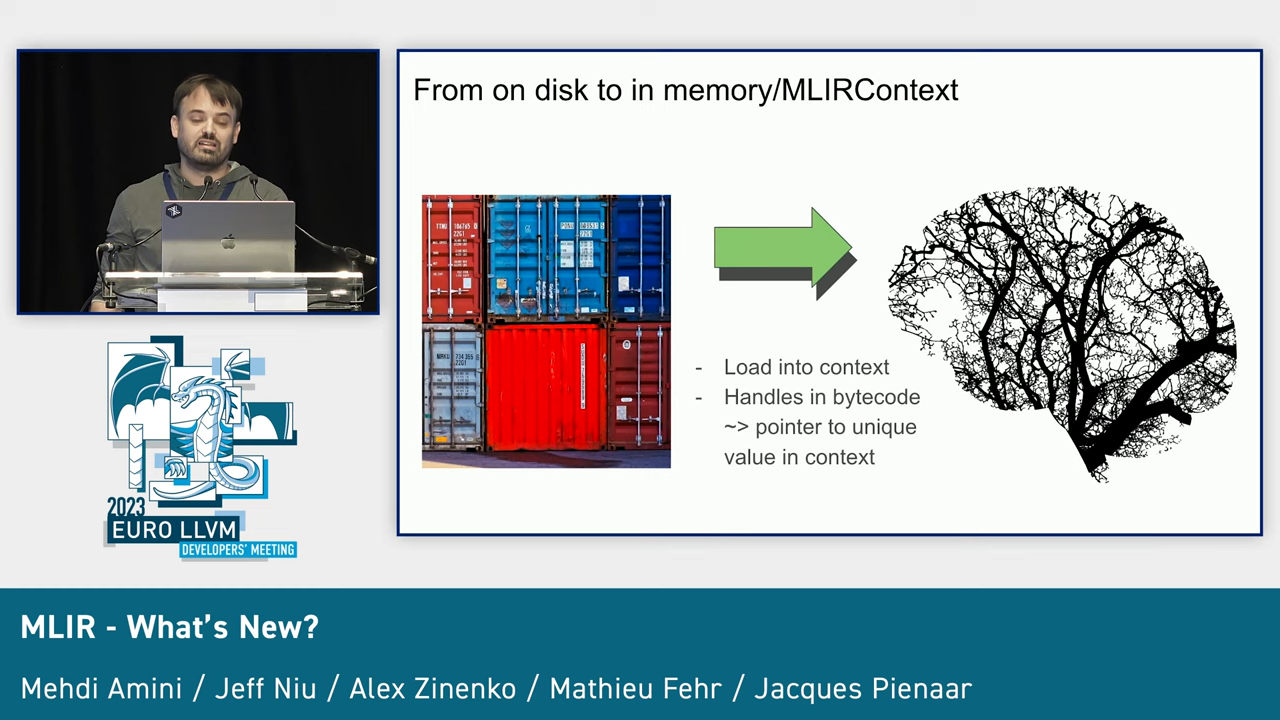 From on disk to in memory/MLIRContext
- Load into context
- Handles in bytecode
~> pointer to unique
value in context
2023
EURO LLVM
DEVELOPERS' MEETING
MLIR - What's New?
Mehdi Amini / Jeff Niu / Alex Zinenko / Mathieu Fehr / Jacques Pienaar